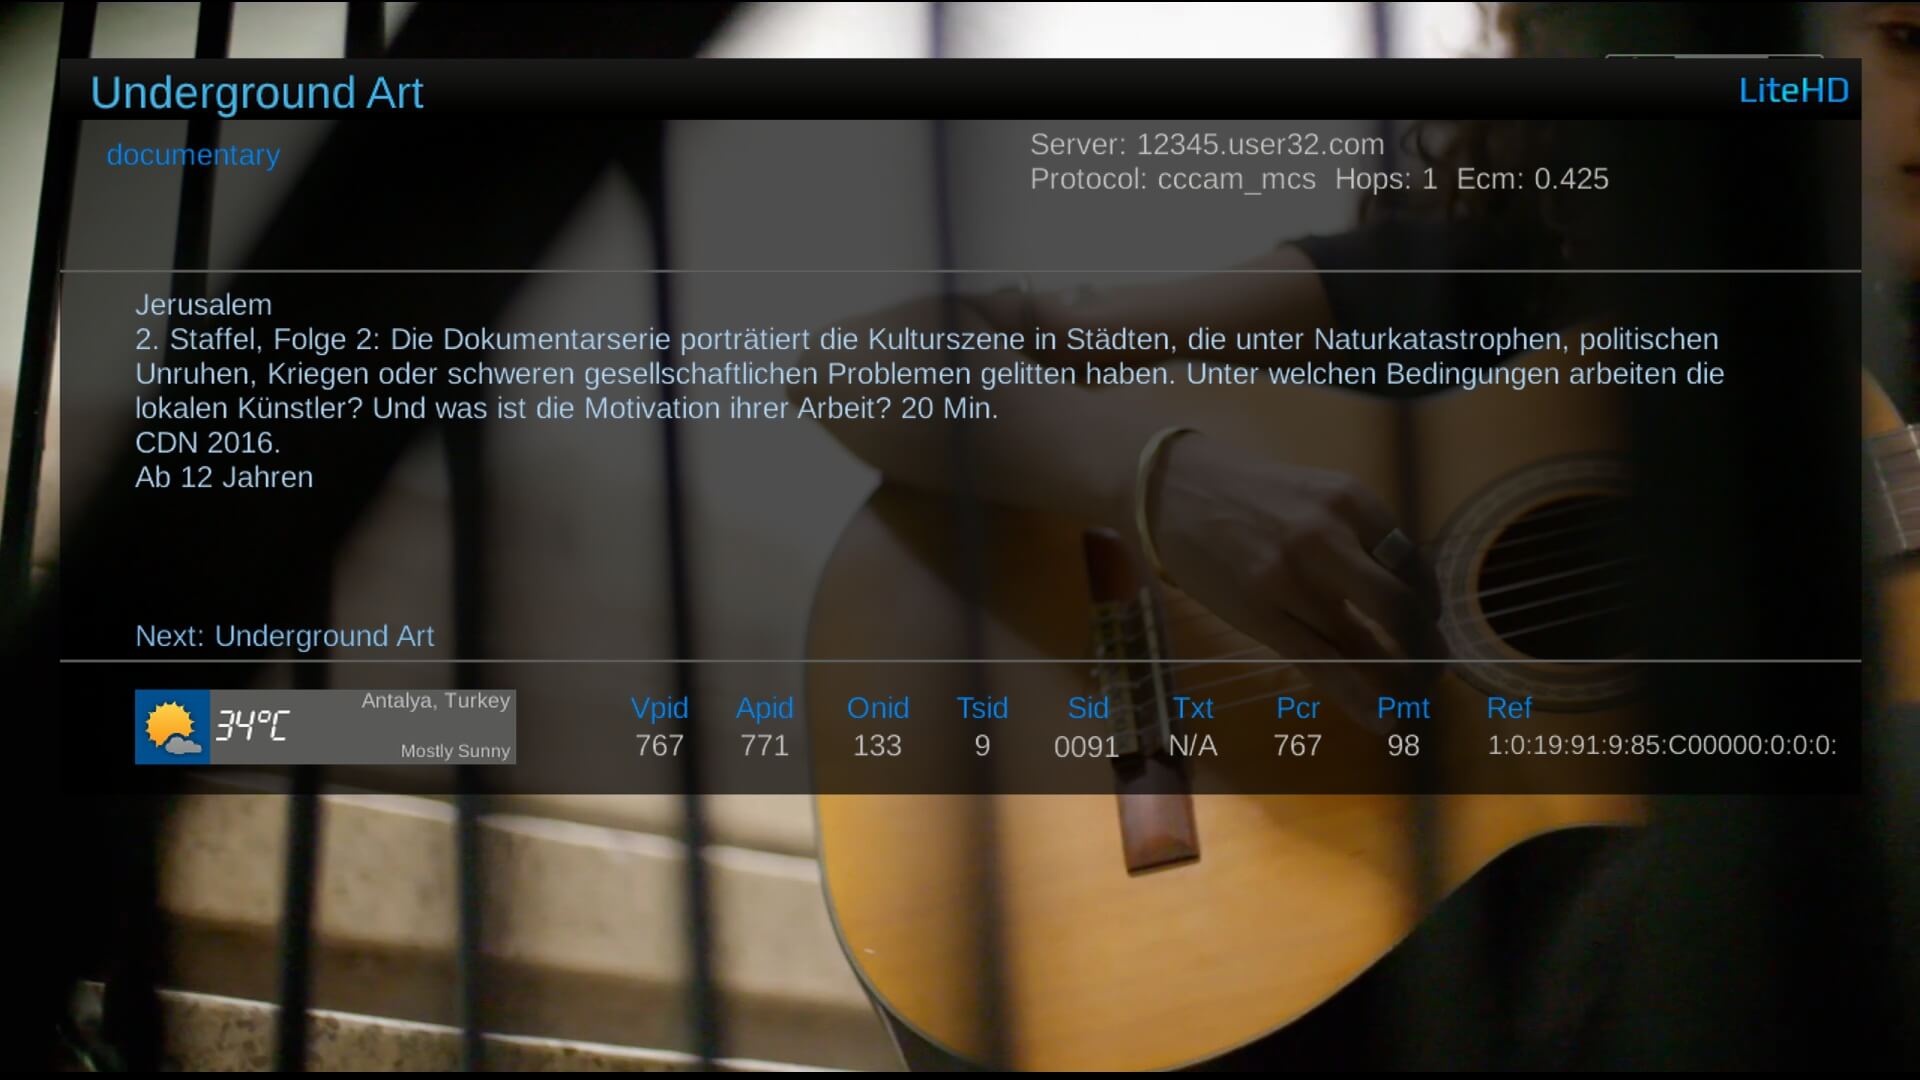 Underground Art
LiteHD
documentary
Server: 12345.user32.com
Protocol: cccam_mcs Hops: 1 Ecm: 0.425
Jerusalem
2. Staffel, Folge 2: Die Dokumentarserie porträtiert die Kulturszene in Städten, die unter Naturkatastrophen, politischen
Unruhen, Kriegen oder schweren gesellschaftlichen Problemen gelitten haben. Unter welchen Bedingungen arbeiten die
lokalen Künstler? Und was ist die Motivation ihrer Arbeit? 20 Min.
CDN 2016.
Ab 12 Jahren
Next: Underground Art
Antalya, Turkey
34°C
Mostly Sunny
Vpid Apid Onid Tsid Sid Txt Pcr Pmt Ref
767 771 133 9 0091 N/A 767 98 1:0:19:91:9:85:C00000:0:0:0: